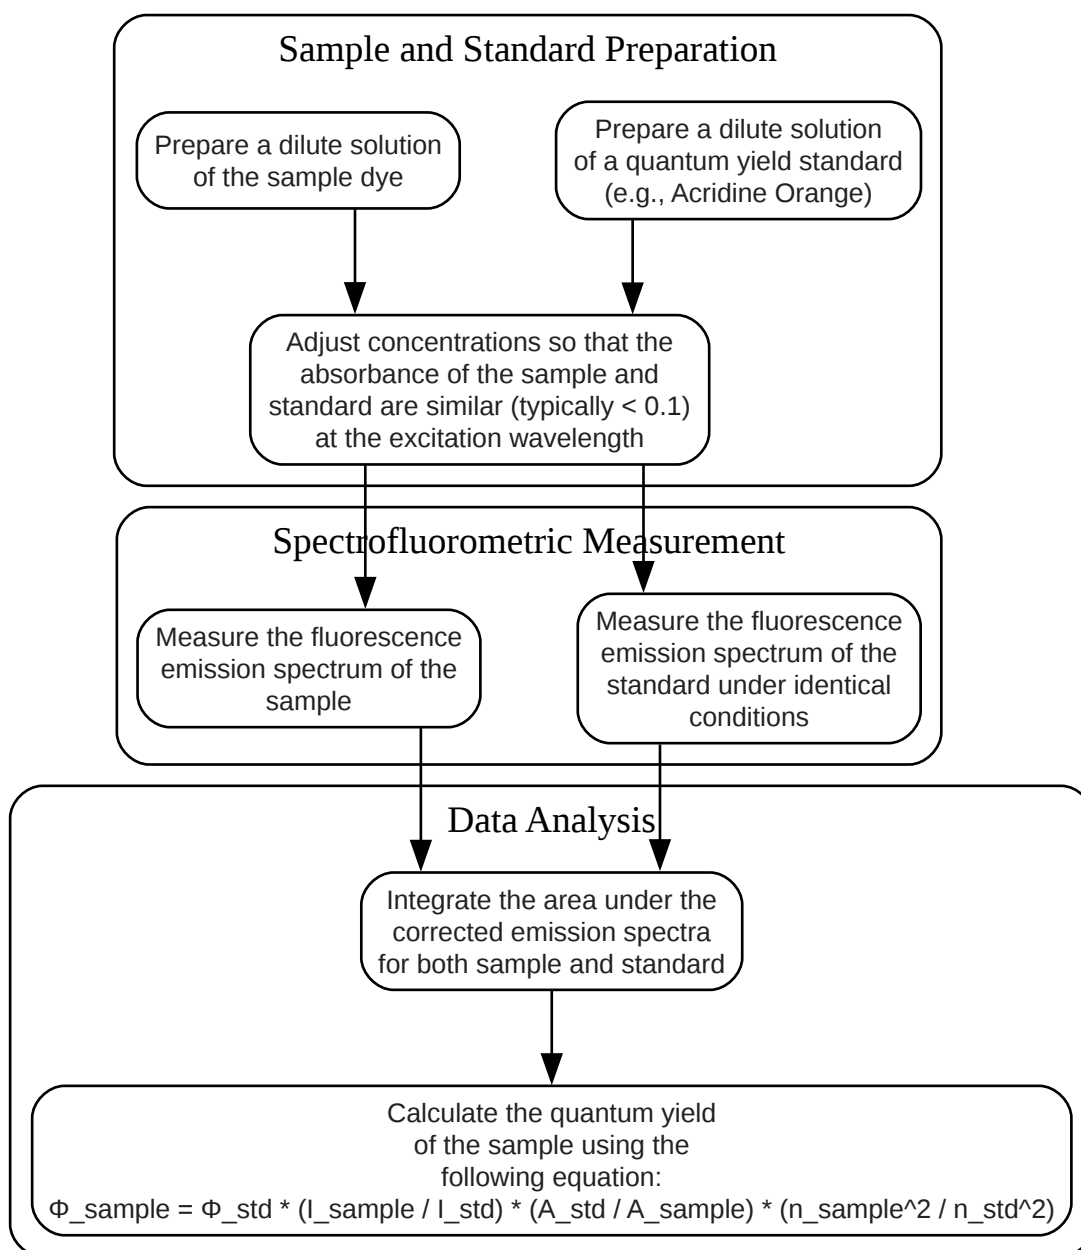 Sample and Standard Preparation
Prepare a dilute solution
of the sample dye
Prepare a dilute solution
of a quantum yield standard
(e.g., Acridine Orange)
Adjust concentrations so that the
absorbance of the sample and
standard are similar (typically < 0.1)
at the excitation wavelength
Spectrofluorometric Measurement
Measure the fluorescence
emission spectrum of the
sample
Measure the fluorescence
emission spectrum of the
standard under identical
conditions
Data Analysis
Integrate the area under the
corrected emission spectra
for both sample and standard
Calculate the quantum yield
of the sample using the
following equation:
Φ_sample = Φ_std * (I_sample / I_std) * (A_std / A_sample) * (n_sample^2 / n_std^2)